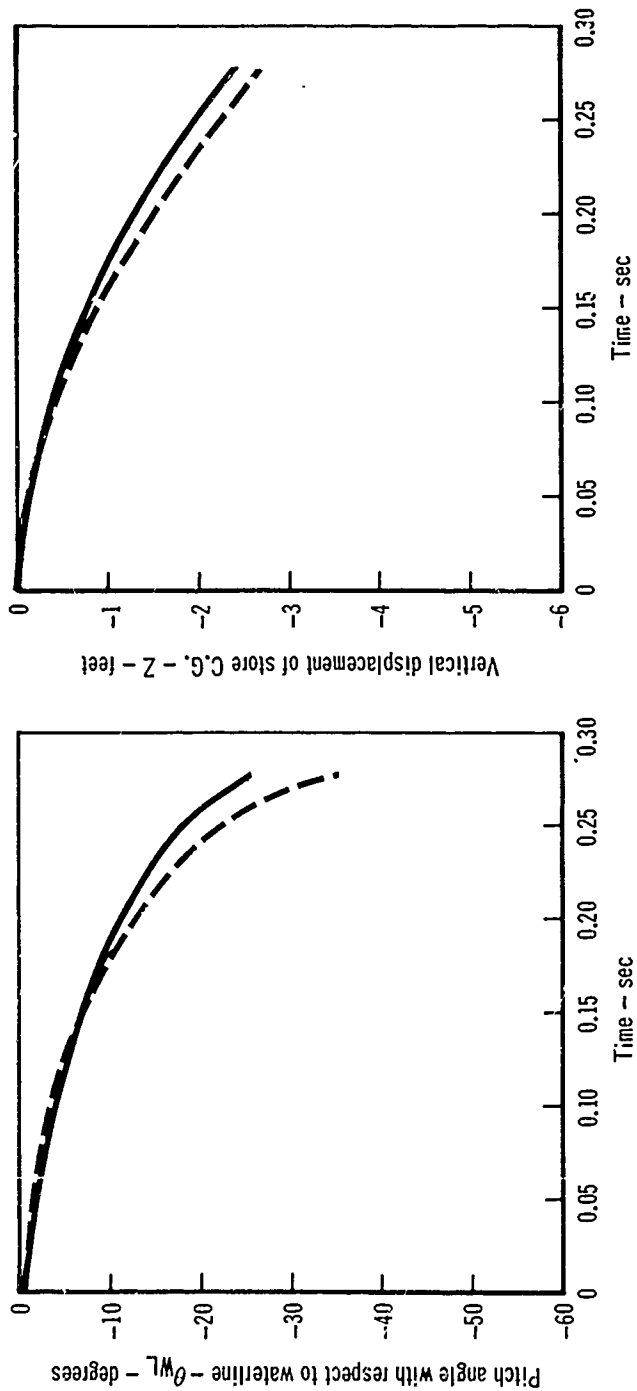 Pitch angle with respect to waterline – θWL – degrees
0
–10
–20
–30
–40
–50
–60
0 0.05 0.10 0.15 0.20 0.25 0.30
Time – sec
Vertical displacement of store C.G. – Z – feet
0
–1
–2
–3
–4
–5
–6
0 0.05 0.10 0.15 0.20 0.25 0.30
Time – sec